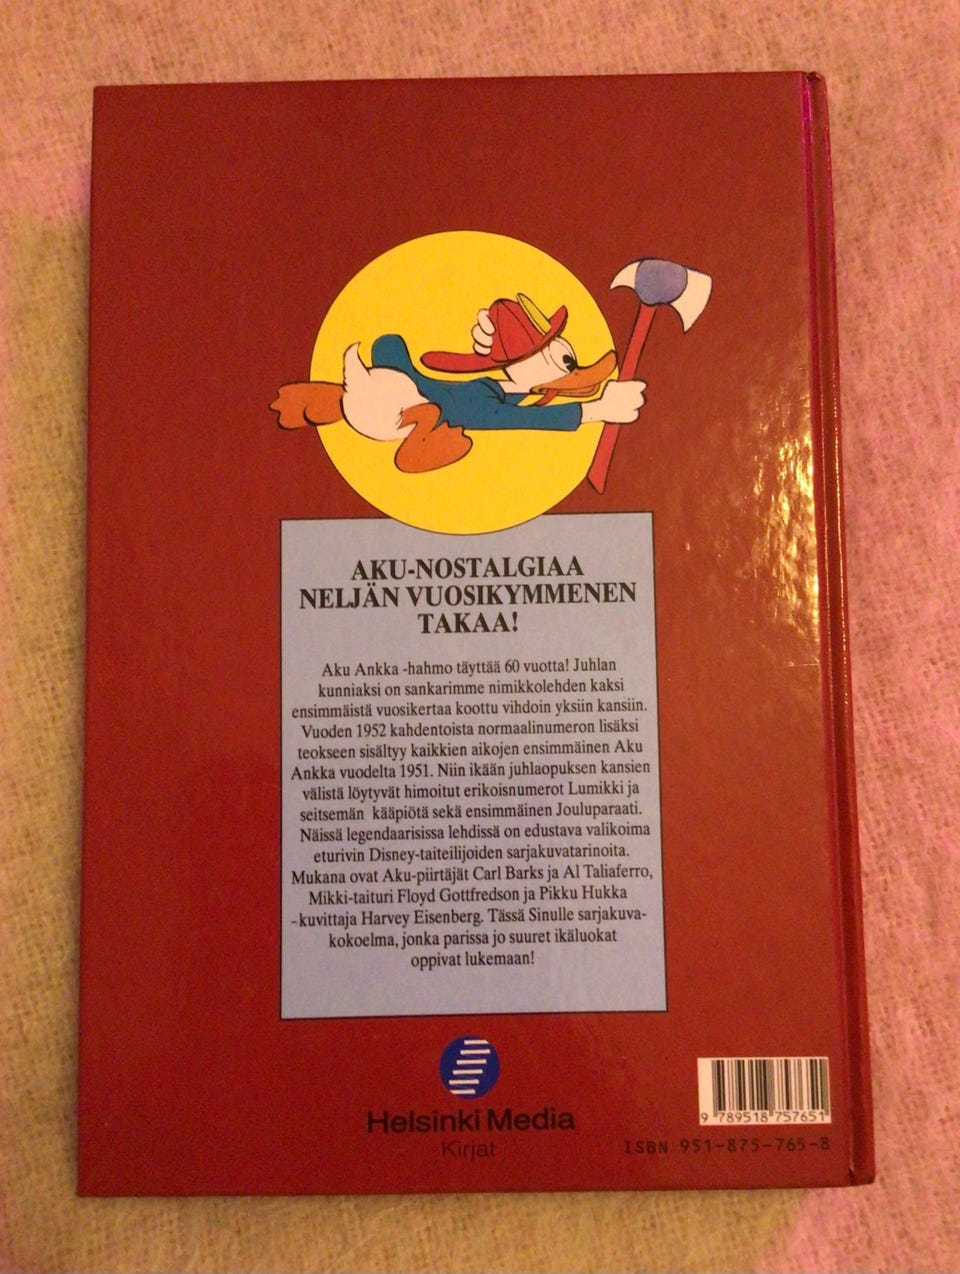 AKU-NOSTALGIAA
NELJÄN VUOSIKYMMENEN
TAKAA!
Aku Ankka -hahmo täyttää 60 vuotta! Juhlan
kunniaksi on sankarimme nimikkolehden kaksi
ensimmäistä vuosikertaa koottu vihdoin yksiin kansiin.
Vuoden 1952 kahdentoista normaalinumeron lisäksi
teokseen sisältyy kaikkien aikojen ensimmäinen Aku
Ankka vuodelta 1951. Niin ikään juhlaopuksen kansien
välistä löytyvät himoitut erikoisnumerot Lumikki ja
seitsemän kääpiötä sekä ensimmäinen Jouluparaati.
Näissä legendaarisissa lehdissä on edustava valikoima
eturivin Disney-taiteilijoiden sarjakuvatarinoita.
Mukana ovat Aku-piirtäjät Carl Barks ja Al Taliaferro,
Mikki-taituri Floyd Gottfredson ja Pikku Hukka
-kuvittaja Harvey Eisenberg. Tässä Sinulle sarjakuva-
kokoelma, jonka parissa jo suuret ikäluokat
oppivat lukemaan!
Helsinki Media
Kirjat
9 789518 757651
ISBN 951-875-765-8